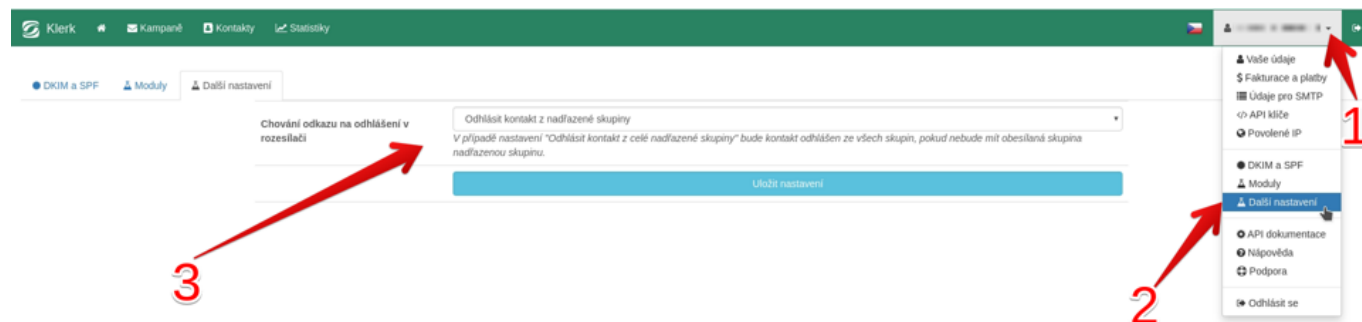 Klerk
Kampaně
Kontakty
Statistiky
DKIM a SPF
Moduly
Další nastavení
Chování odkazu na odhlášení v
rozesílači
Odhlásit kontakt z nadřazené skupiny
V případě nastavení "Odhlásit kontakt z celé nadřazené skupiny" bude kontakt odhlášen ze všech skupin, pokud nebude mít obesílaná skupina
nadřazenou skupinu.
Uložit nastavení
Vaše údaje
$ Fakturace a platby
Údaje pro SMTP
</> API klíče
Povolené IP
DKIM a SPF
Moduly
Další nastavení
API dokumentace
Nápověda
Podpora
Odhlásit se
1
2
3